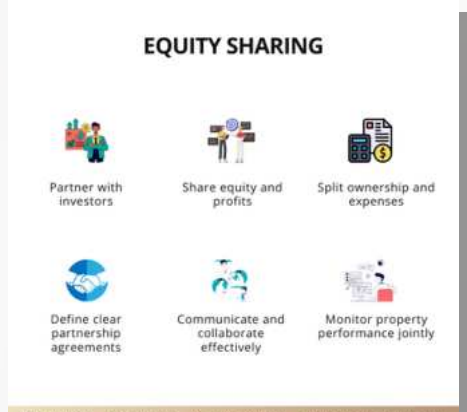 EQUITY SHARING
Partner with
investors
Share equity and
profits
Split ownership and
expenses
Define clear
partnership
agreements
Communicate and
collaborate
effectively
Monitor property
performance jointly